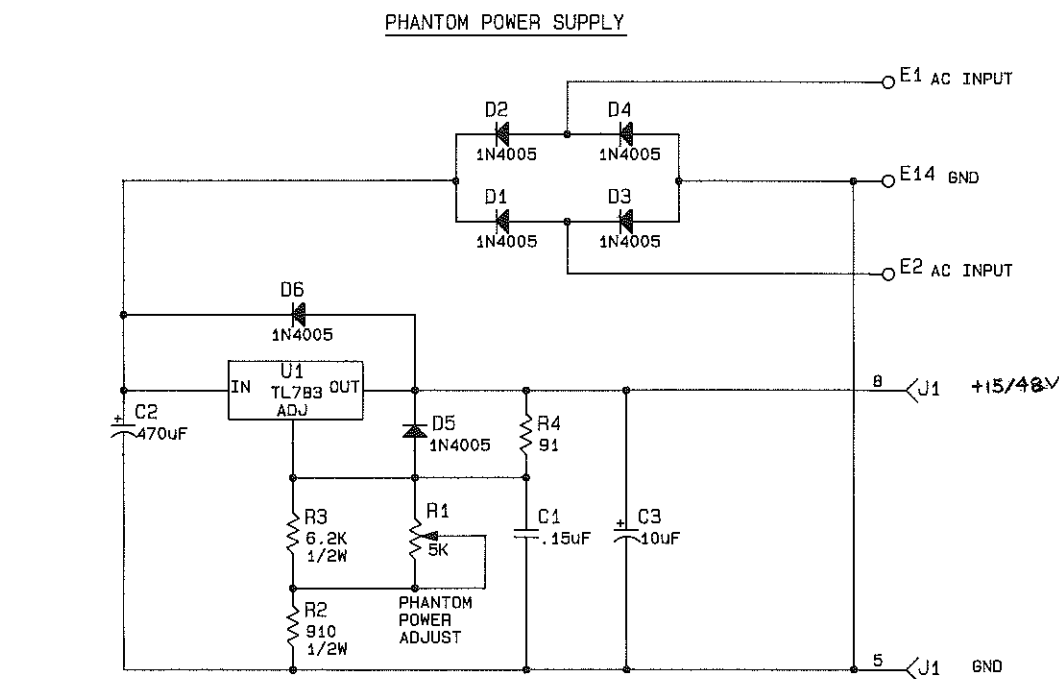 PHANTOM POWER SUPPLY
E1 AC INPUT
D2
1N4005
D4
1N4005
E14 GND
D1
1N4005
D3
1N4005
E2 AC INPUT
D6
1N4005
U1
IN TL783 OUT
ADJ
8 J1 +15/48V
+ C2
470uF
D5
1N4005
R4
91
R3
6.2K
1/2W
R1
5K
C1
.15uF
+ C3
10uF
PHANTOM
POWER
ADJUST
R2
910
1/2W
5 J1 GND